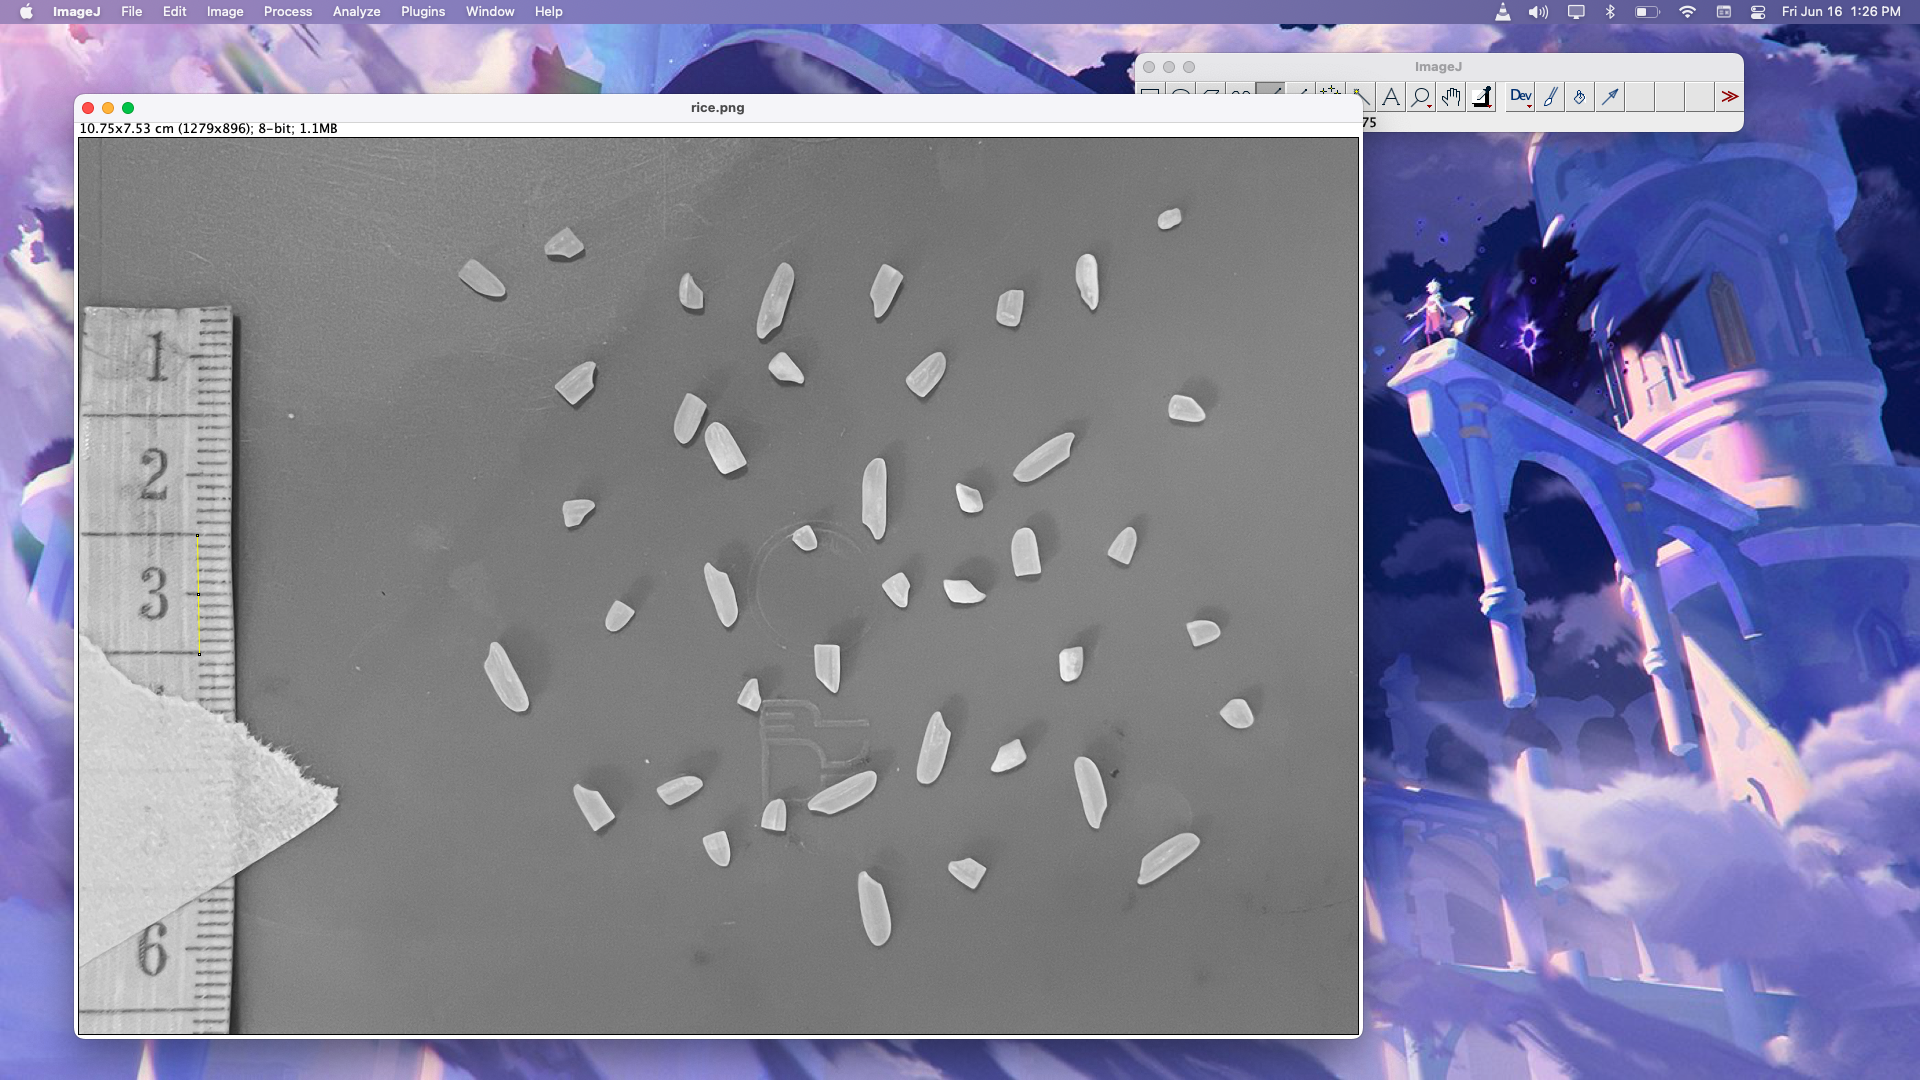 ImageJ File Edit Image Process Analyze Plugins Window Help Fri Jun 16 1:26 PM
ImageJ
rice.png
Dev
10.75x7.53 cm (1279x896); 8-bit; 1.1MB
75
1
2
3
6